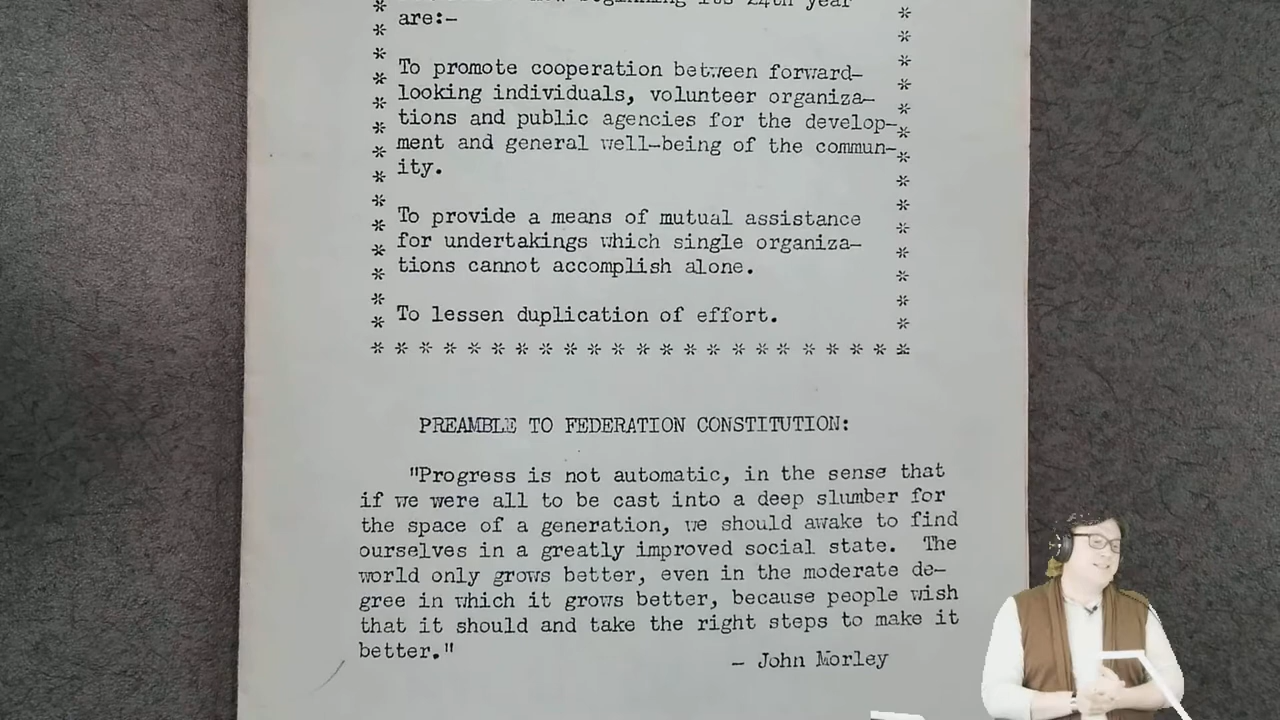 beginning its 24th year
are:-
To promote cooperation between forward-
looking individuals, volunteer organiza-
tions and public agencies for the develop-
ment and general well-being of the commun-
ity.
To provide a means of mutual assistance
for undertakings which single organiza-
tions cannot accomplish alone.
To lessen duplication of effort.
* * * * * * * * * * * * * * * * * * * * * * *
PREAMBLE TO FEDERATION CONSTITUTION:
"Progress is not automatic, in the sense that
if we were all to be cast into a deep slumber for
the space of a generation, we should awake to find
ourselves in a greatly improved social state. The
world only grows better, even in the moderate de-
gree in which it grows better, because people wish
that it should and take the right steps to make it
better."
- John Morley